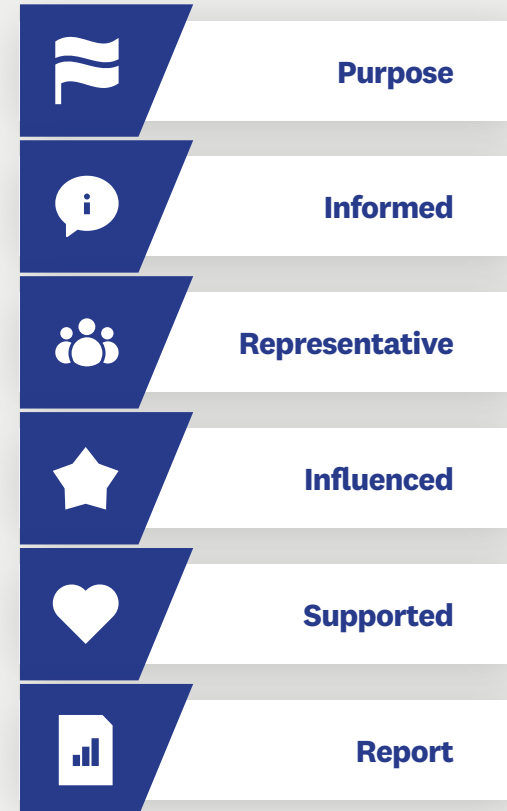 Purpose
Informed
Representative
Influenced
Supported
Report